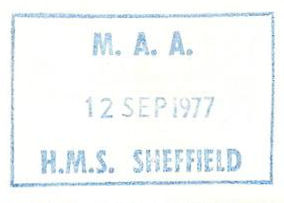 M. A. A.
12 SEP 1977
H.M.S. SHEFFIELD